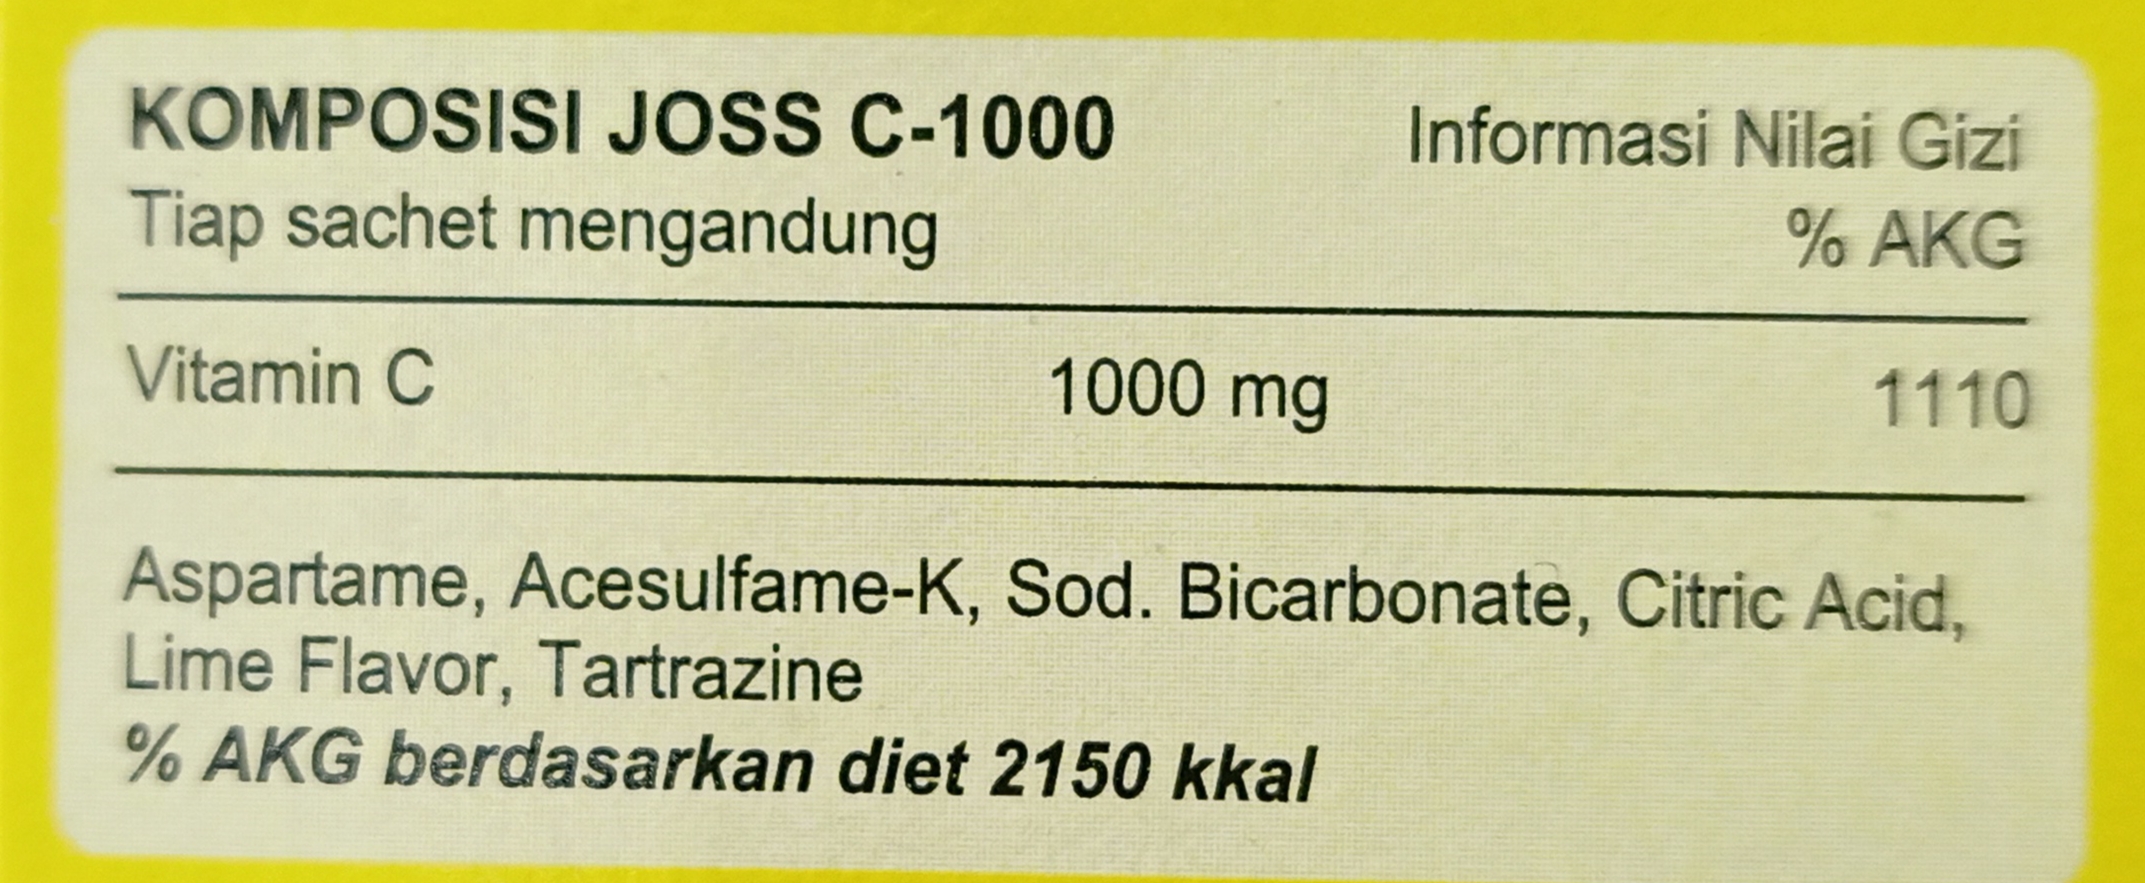 KOMPOSISI JOSS C-1000 Informasi Nilai Gizi
Tiap sachet mengandung % AKG
Vitamin C 1000 mg 1110
Aspartame, Acesulfame-K, Sod. Bicarbonate, Citric Acid,
Lime Flavor, Tartrazine
% AKG berdasarkan diet 2150 kkal